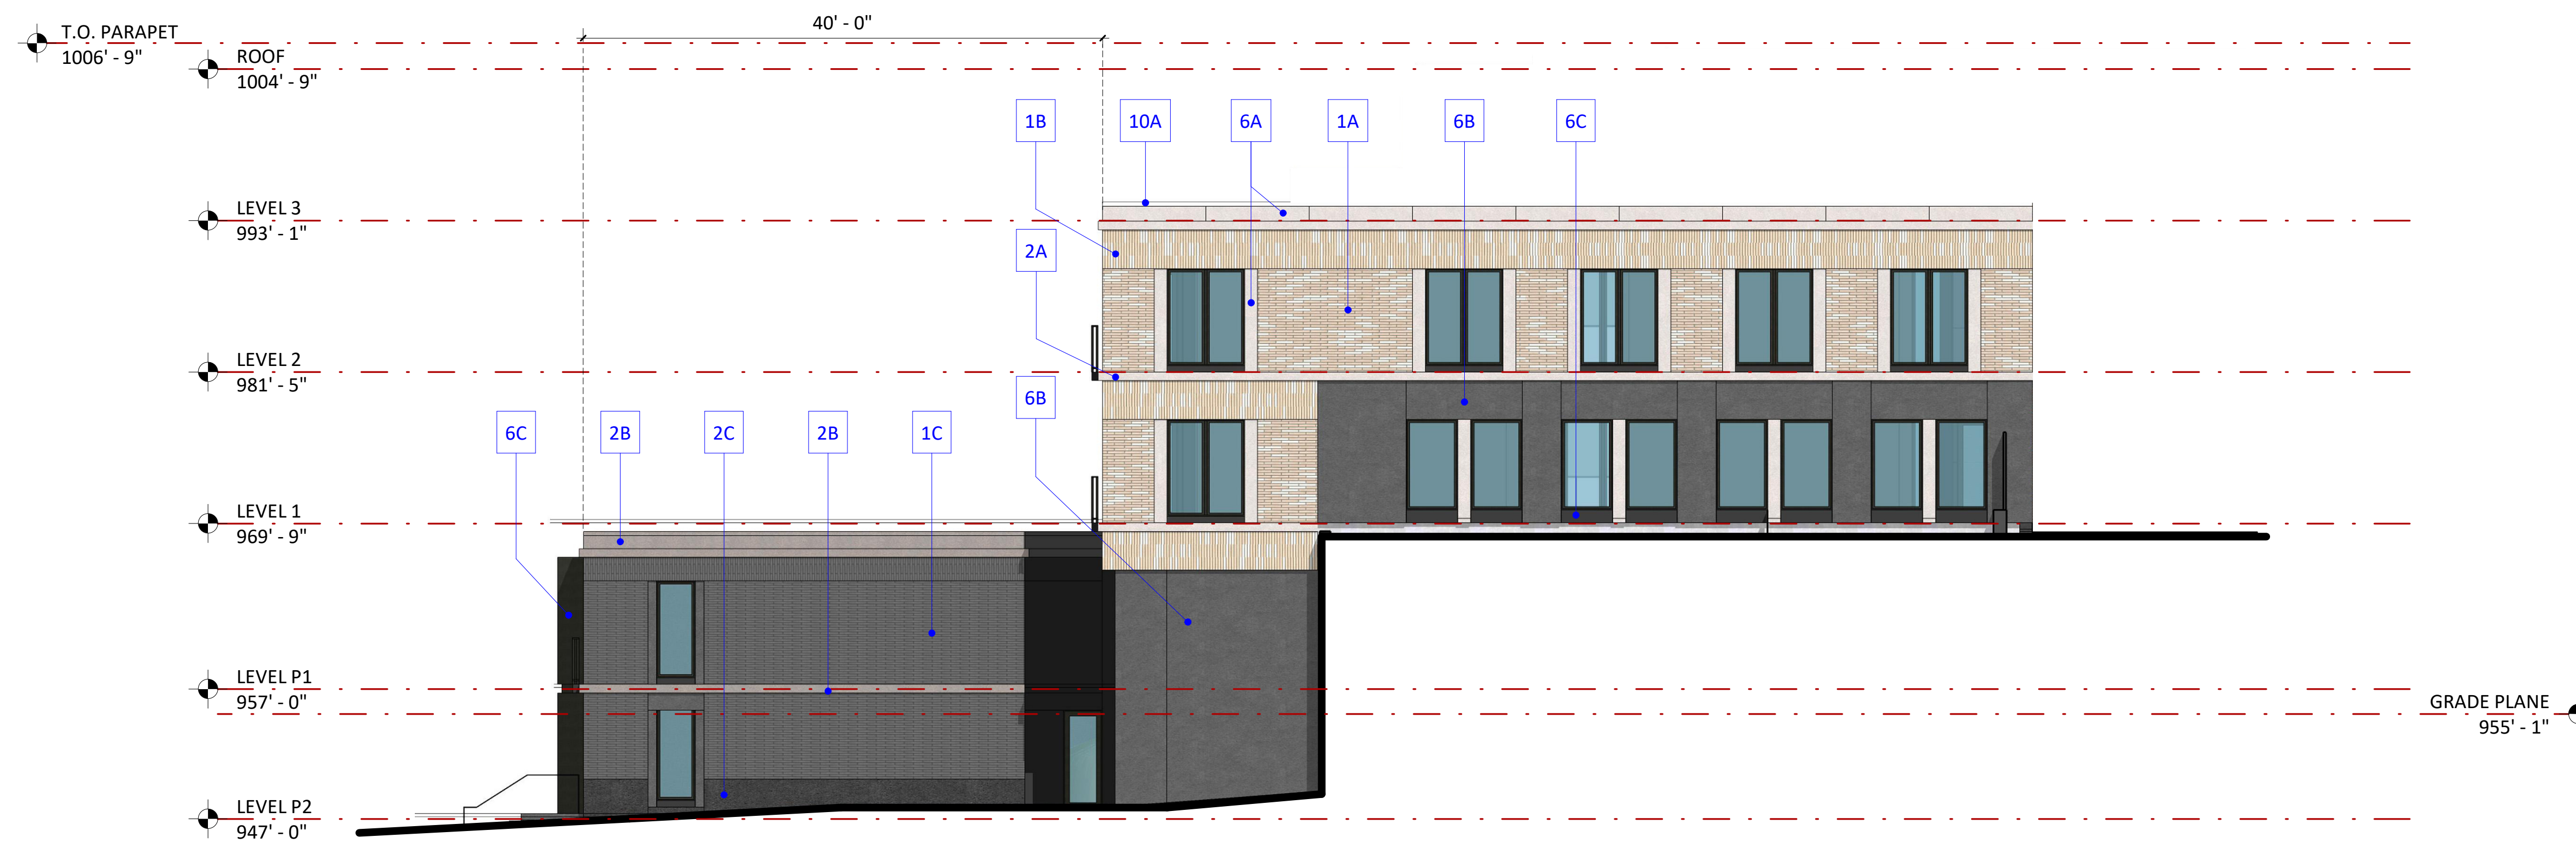 40' - 0"
T.O. PARAPET
1006' - 9"
ROOF
1004' - 9"
1B
10A
6A
1A
6B
6C
LEVEL 3
993' - 1"
2A
LEVEL 2
981' - 5"
6B
6C
2B
2C
2B
1C
LEVEL 1
969' - 9"
LEVEL P1
957' - 0"
GRADE PLANE
955' - 1"
LEVEL P2
947' - 0"